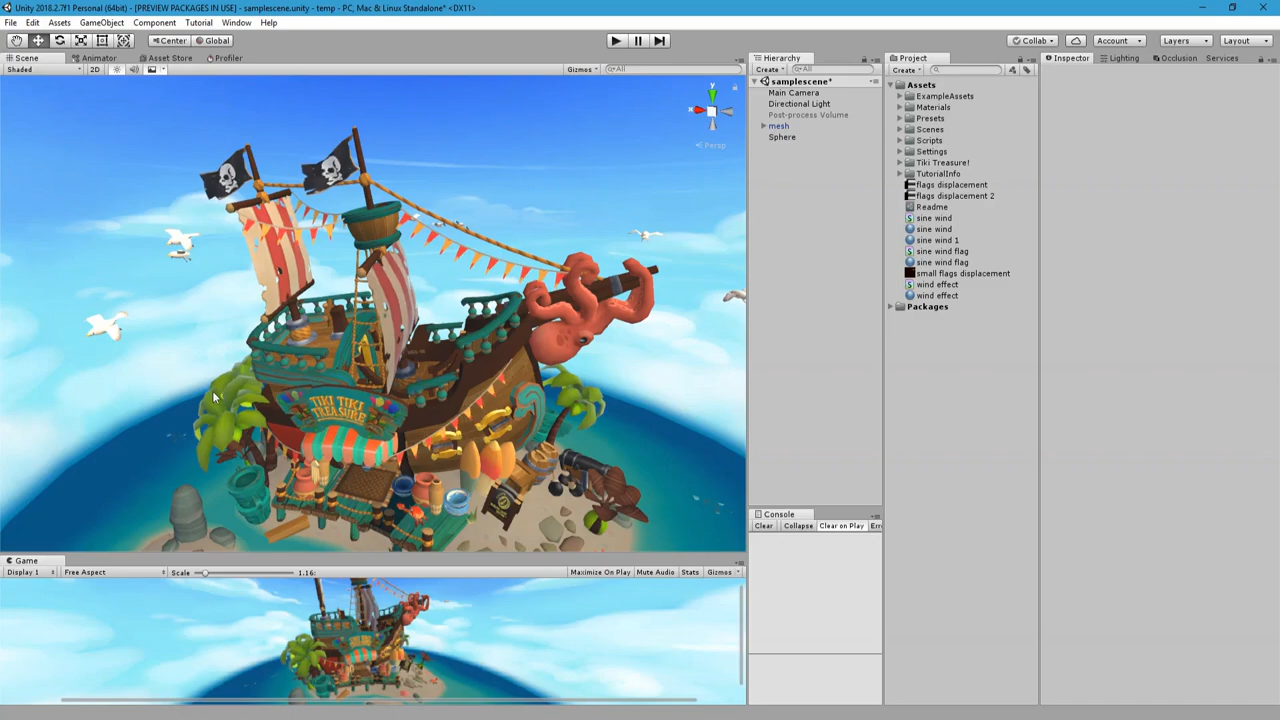 Unity 2018.2.7f1 Personal (64bit) - [PREVIEW PACKAGES IN USE] - samplescene.unity - temp - PC, Mac & Linux Standalone* <DX11>
File Edit Assets GameObject Component Tutorial Window Help
Center Global Collab Account Layers Layout
Scene Animator Asset Store Profiler
Shaded 2D Gizmos All
Persp
TIKI TIKI
TREASURE
Game
Display 1 Free Aspect Scale 1.16: Maximize On Play Mute Audio Stats Gizmos
Hierarchy
Create All
samplescene*
Main Camera
Directional Light
Post-process Volume
mesh
Sphere
Console
Clear Collapse Clear on Play Err
Project
Create
Assets
ExampleAssets
Materials
Presets
Scenes
Scripts
Settings
Tiki Treasure!
TutorialInfo
flags displacement
flags displacement 2
Readme
sine wind
sine wind
sine wind 1
sine wind flag
sine wind flag
small flags displacement
wind effect
wind effect
Packages
Inspector Lighting Occlusion Services